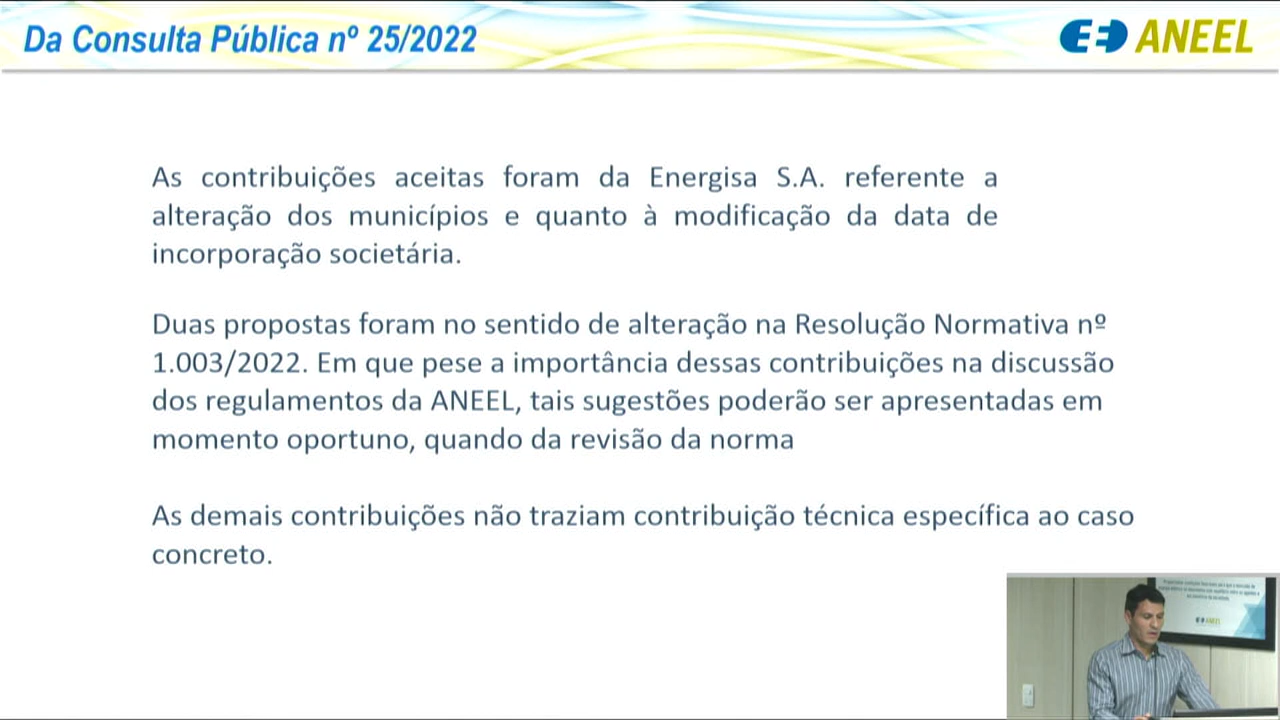 Da Consulta Pública nº 25/2022
ANEEL
As contribuições aceitas foram da Energisa S.A. referente a
alteração dos municípios e quanto à modificação da data de
incorporação societária.
Duas propostas foram no sentido de alteração na Resolução Normativa nº
1.003/2022. Em que pese a importância dessas contribuições na discussão
dos regulamentos da ANEEL, tais sugestões poderão ser apresentadas em
momento oportuno, quando da revisão da norma
As demais contribuições não traziam contribuição técnica específica ao caso
concreto.
ANEEL